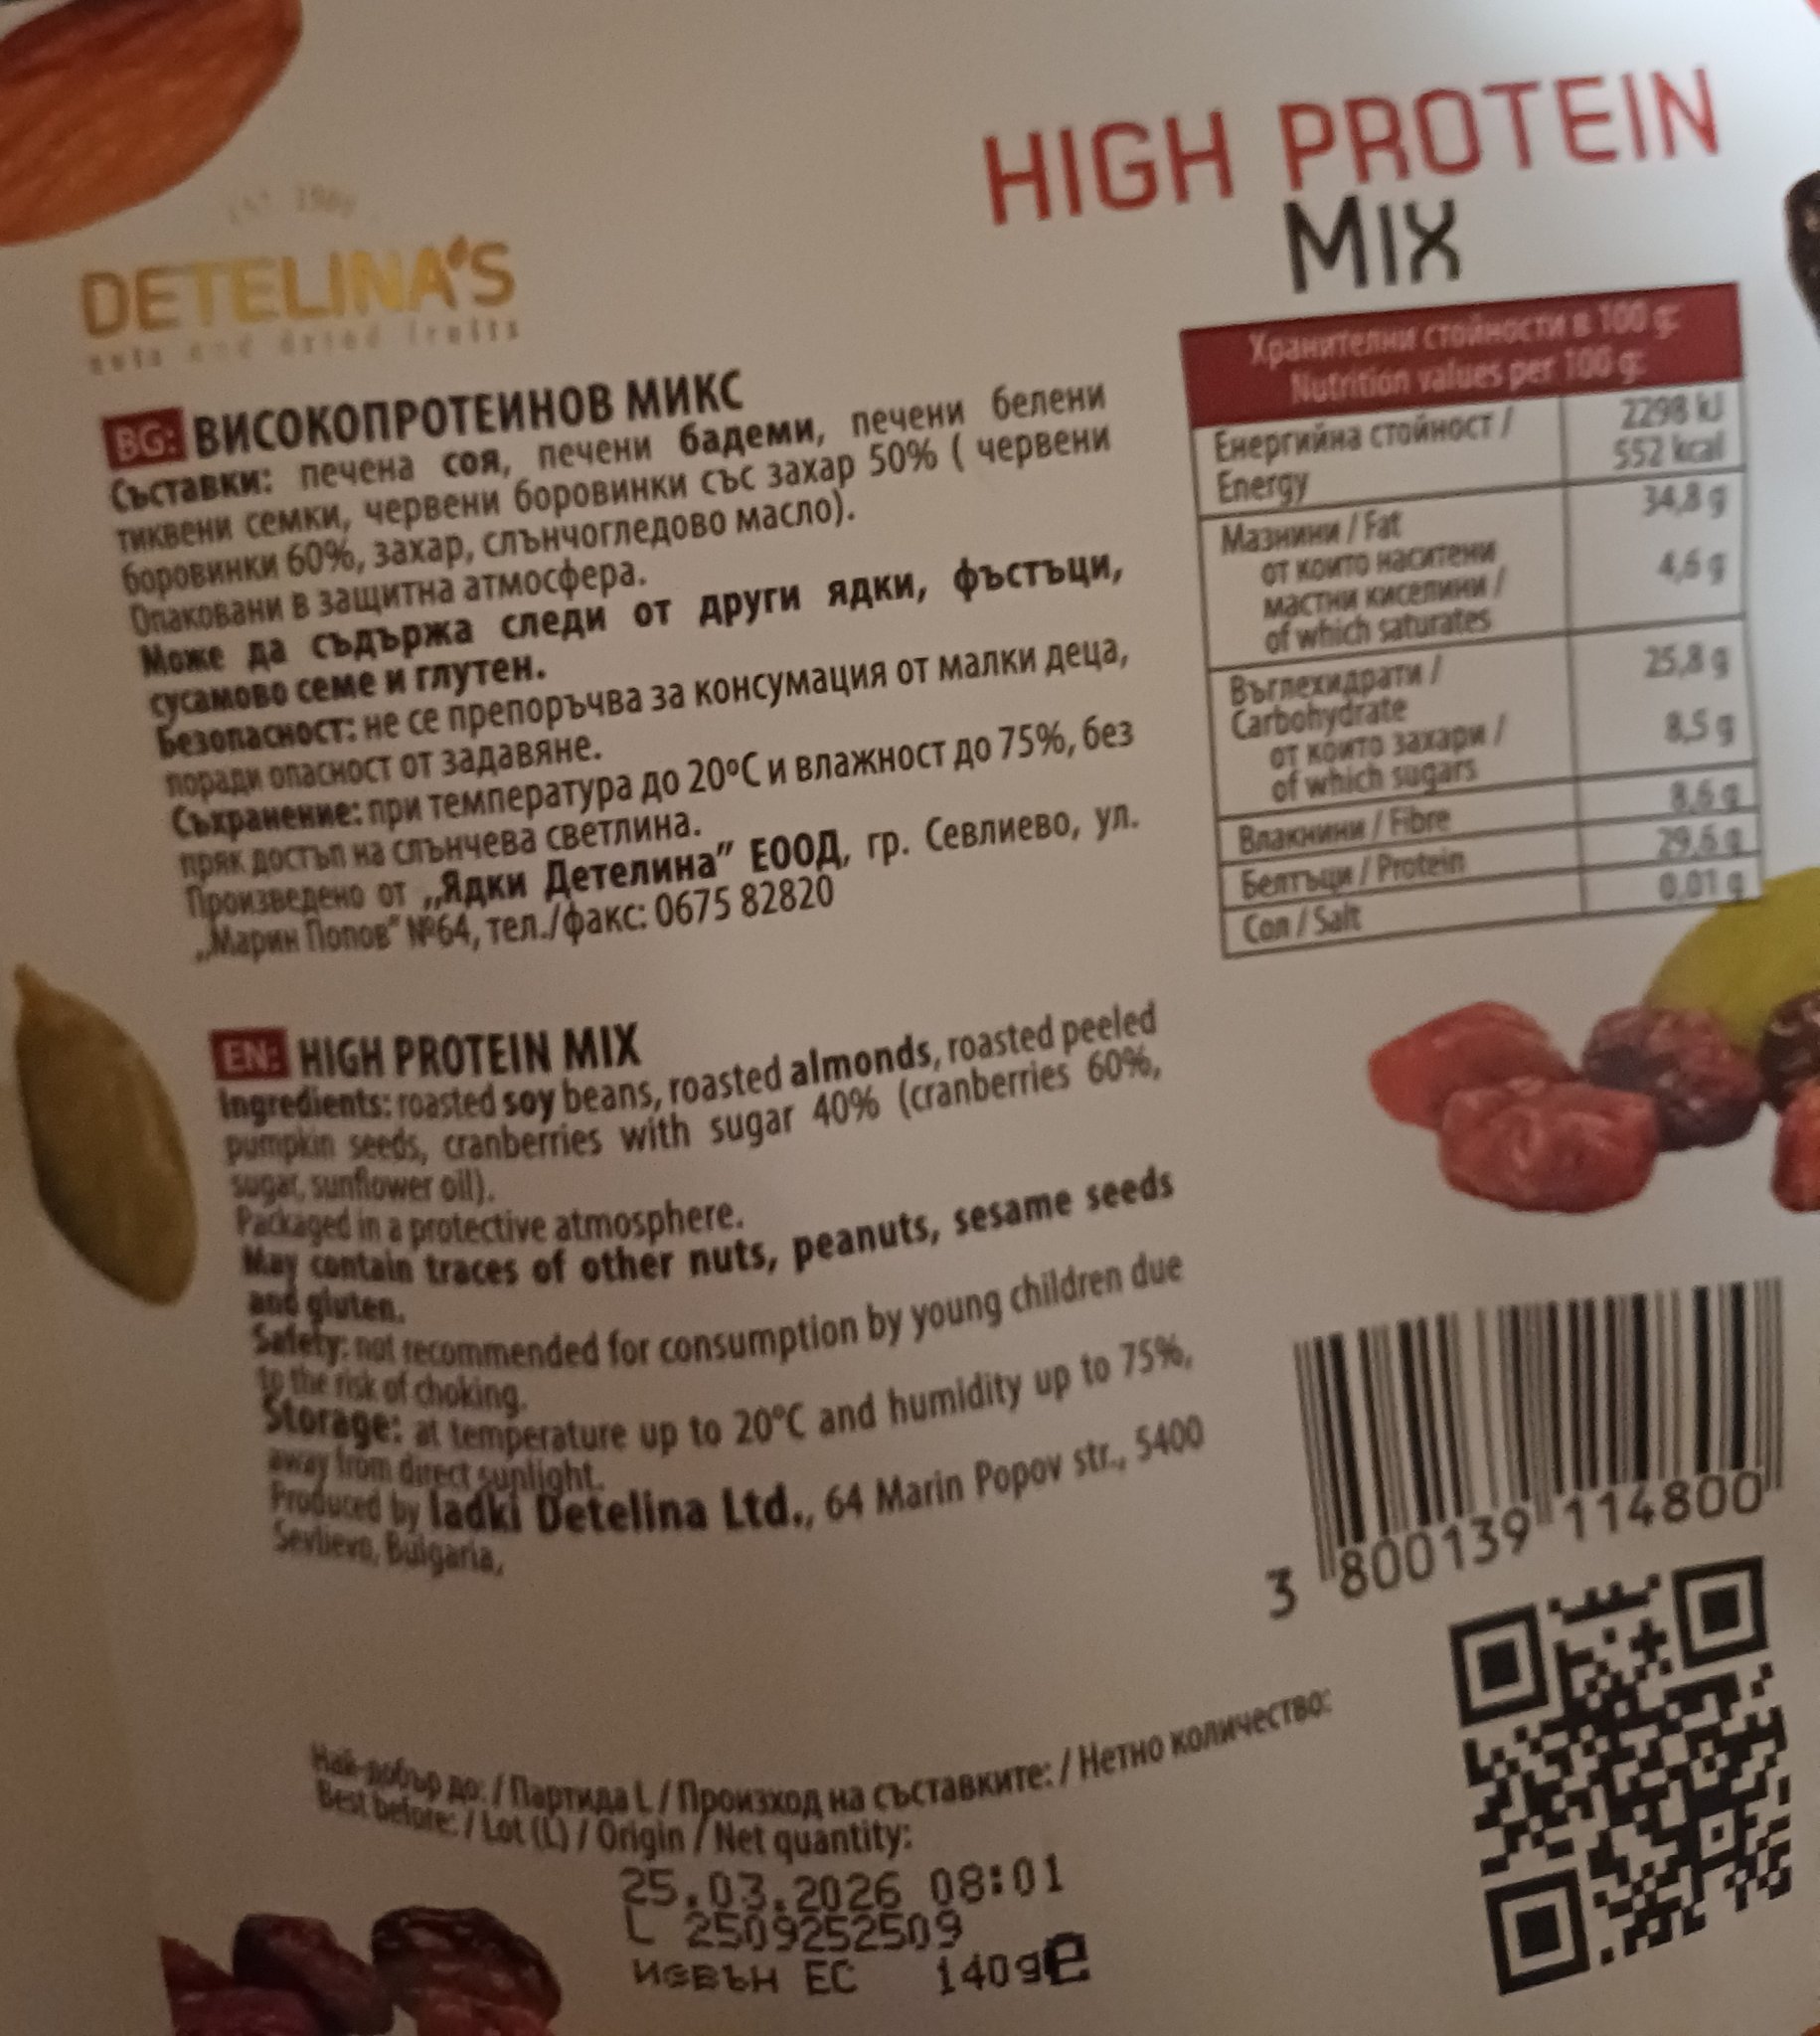 HIGH PROTEIN
MIX
DETELINA'S
nuts and dried fruits
BG: ВИСОКОПРОТЕИНОВ МИКС
Съставки: печена соя, печени бадеми, печени белени
тиквени семки, червени боровинки със захар 50% ( червени
боровинки 60%, захар, слънчогледово масло).
Опаковани в защитна атмосфера.
Може да съдържа следи от други ядки, фъстъци,
сусамово семе и глутен.
Безопасност: не се препоръчва за консумация от малки деца,
поради опасност от задавяне.
Съхранение: при температура до 20°C и влажност до 75%, без
пряк достъп на слънчева светлина.
Произведено от „Ядки Детелина" ЕООД, гр. Севлиево, ул.
„Марин Попов" №64, тел./факс: 0675 82820
Хранителни стойности в 100 g:
Nutrition values per 100 g:
Енергийна стойност / 2298 kJ
Energy 552 kcal
Мазнини / Fat 34,8 g
от които наситени
мастни киселини / 4,6 g
of which saturates
Въглехидрати / 25,8 g
Carbohydrate
от които захари / 8,5 g
of which sugars
Влакнини / Fibre 8,6 g
Белтъци / Protein 29,6 g
Сол / Salt 0,01 g
EN: HIGH PROTEIN MIX
Ingredients: roasted soy beans, roasted almonds, roasted peeled
pumpkin seeds, cranberries with sugar 40% (cranberries 60%,
sugar, sunflower oil).
Packaged in a protective atmosphere.
May contain traces of other nuts, peanuts, sesame seeds
and gluten.
Safety: not recommended for consumption by young children due
to the risk of choking.
Storage: at temperature up to 20°C and humidity up to 75%,
away from direct sunlight.
Produced by Iadki Detelina Ltd., 64 Marin Popov str., 5400
Sevlievo, Bulgaria,
3 800139 114800
Най-добър до: / Партида L / Произход на съставките: / Нетно количество:
Best before: / Lot (L) / Origin / Net quantity:
25.03.2026 08:01
L 2509252509
Извън ЕС 140g e